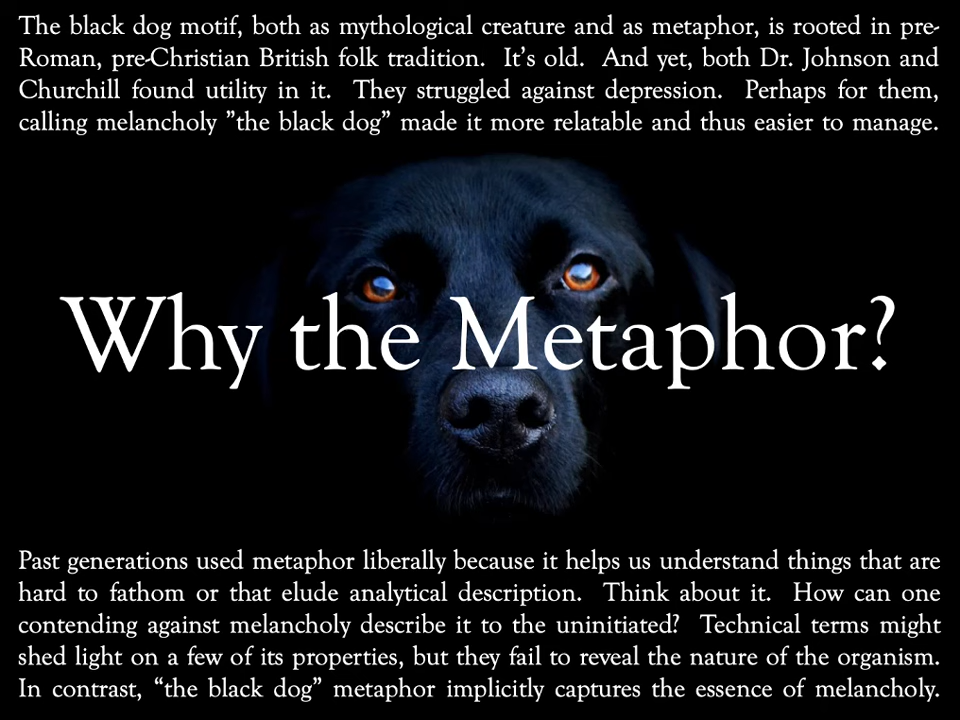 The black dog motif, both as mythological creature and as metaphor, is rooted in pre-
Roman, pre-Christian British folk tradition.  It's old.  And yet, both Dr. Johnson and
Churchill found utility in it.  They struggled against depression.  Perhaps for them,
calling melancholy ”the black dog” made it more relatable and thus easier to manage.
Why the Metaphor?
Past generations used metaphor liberally because it helps us understand things that are
hard to fathom or that elude analytical description.  Think about it.  How can one
contending against melancholy describe it to the uninitiated?  Technical terms might
shed light on a few of its properties, but they fail to reveal the nature of the organism.
In contrast, “the black dog” metaphor implicitly captures the essence of melancholy.